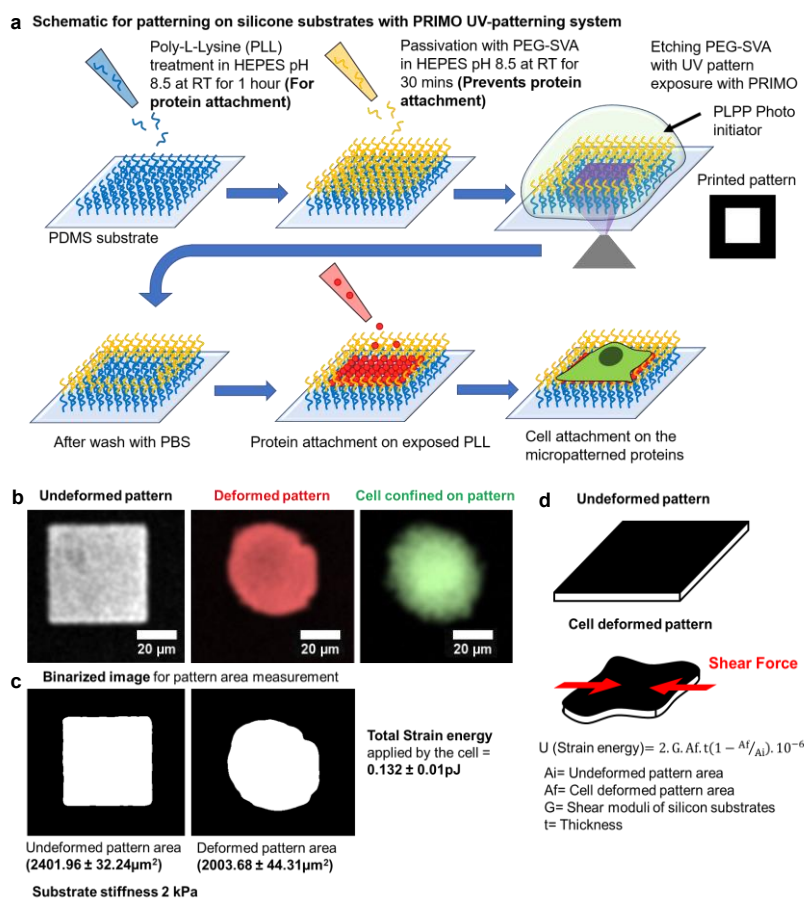 a Schematic for patterning on silicone substrates with PRIMO UV-patterning system
Poly-L-Lysine (PLL)
treatment in HEPES pH
8.5 at RT for 1 hour (For
protein attachment)
Passivation with PEG-SVA
in HEPES pH 8.5 at RT for
30 mins (Prevents protein
attachment)
Etching PEG-SVA
with UV pattern
exposure with PRIMO
PLPP Photo
initiator
Printed pattern
PDMS substrate
After wash with PBS
Protein attachment on exposed PLL
Cell attachment on the
micropatterned proteins
b
Undeformed pattern
Deformed pattern
Cell confined on pattern
20 µm
20 µm
20 µm
c
Binarized image for pattern area measurement
Total Strain energy
applied by the cell =
0.132 ± 0.01pJ
Undeformed pattern area
(2401.96 ± 32.24µm²)
Deformed pattern area
(2003.68 ± 44.31µm²)
Substrate stiffness 2 kPa
d
Undeformed pattern
Cell deformed pattern
Shear Force
U (Strain energy)= 2. G. Af. t(1 − Af/Ai). 10⁻⁶
Ai= Undeformed pattern area
Af= Cell deformed pattern area
G= Shear moduli of silicon substrates
t= Thickness